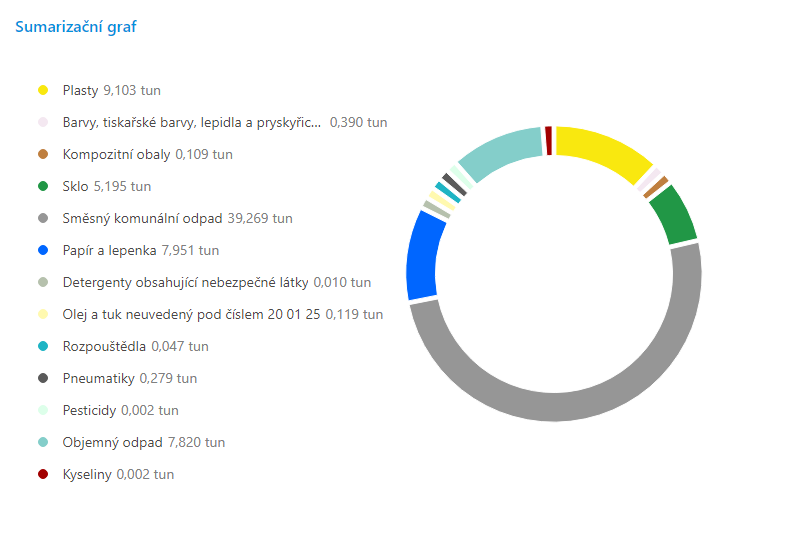 Sumarizační graf
Plasty 9,103 tun
Barvy, tiskařské barvy, lepidla a pryskyřic... 0,390 tun
Kompozitní obaly 0,109 tun
Sklo 5,195 tun
Směsný komunální odpad 39,269 tun
Papír a lepenka 7,951 tun
Detergenty obsahující nebezpečné látky 0,010 tun
Olej a tuk neuvedený pod číslem 20 01 25 0,119 tun
Rozpouštědla 0,047 tun
Pneumatiky 0,279 tun
Pesticidy 0,002 tun
Objemný odpad 7,820 tun
Kyseliny 0,002 tun